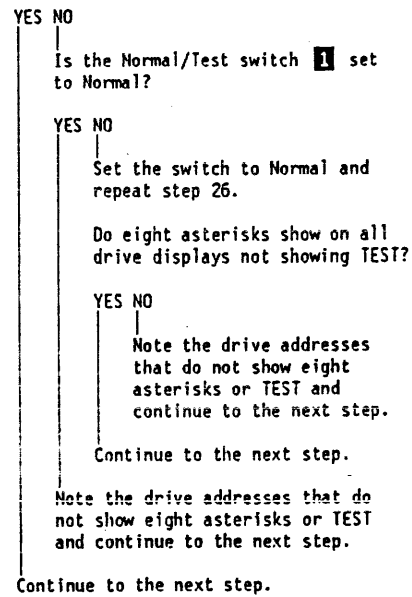 YES NO
Is the Normal/Test switch 1 set
to Normal?
YES NO
Set the switch to Normal and
repeat step 26.
Do eight asterisks show on all
drive displays not showing TEST?
YES NO
Note the drive addresses
that do not show eight
asterisks or TEST and
continue to the next step.
Continue to the next step.
Note the drive addresses that do
not show eight asterisks or TEST
and continue to the next step.
Continue to the next step.